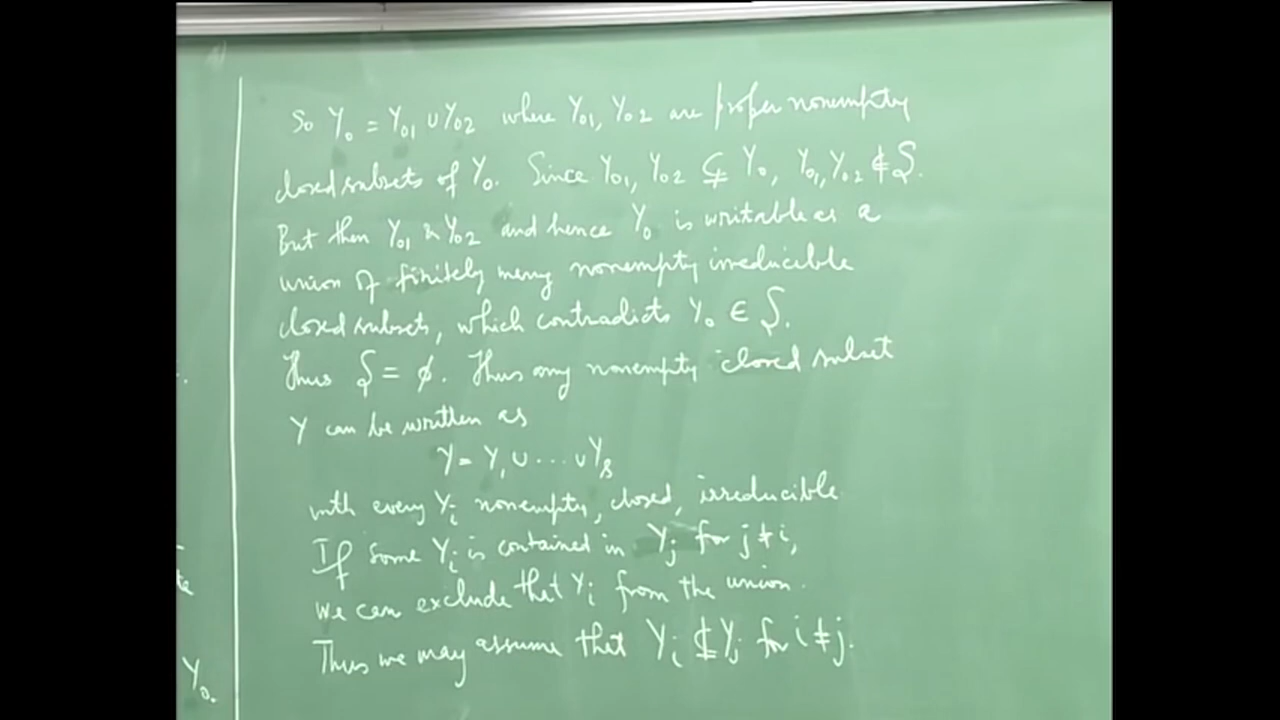 So Y₀ = Y₀₁ ∪ Y₀₂ where Y₀₁, Y₀₂ are proper nonempty
closed subsets of Y₀. Since Y₀₁, Y₀₂ ⊊ Y₀, Y₀₁, Y₀₂ ∉ S.
But then Y₀₁ & Y₀₂ and hence Y₀ is writable as a
union of finitely many nonempty irreducible
closed subsets, which contradicts Y₀ ∈ S.
Thus S = ϕ. Thus any nonempty closed subset
Y can be written as
Y = Y₁ ∪ ... ∪ Yₛ
with every Yᵢ nonempty, closed, irreducible
If some Yᵢ is contained in Yⱼ for j ≠ i,
we can exclude that Yᵢ from the union.
Thus we may assume that Yᵢ ⊄ Yⱼ for i ≠ j.
te
Y₀.